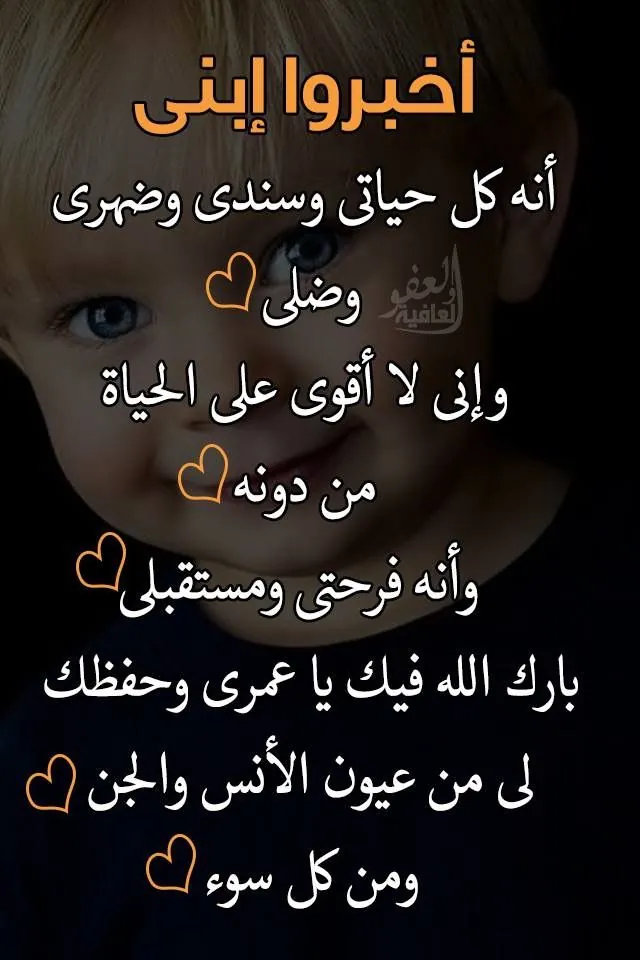 أخبروا إبنى
أنه كل حياتى وسندى وضهرى
وضلى
العفو
والعافية
وإنى لا أقوى على الحياة
من دونه
وأنه فرحتى ومستقبلى
بارك الله فيك يا عمرى وحفظك
لى من عيون الأنس والجن
ومن كل سوء